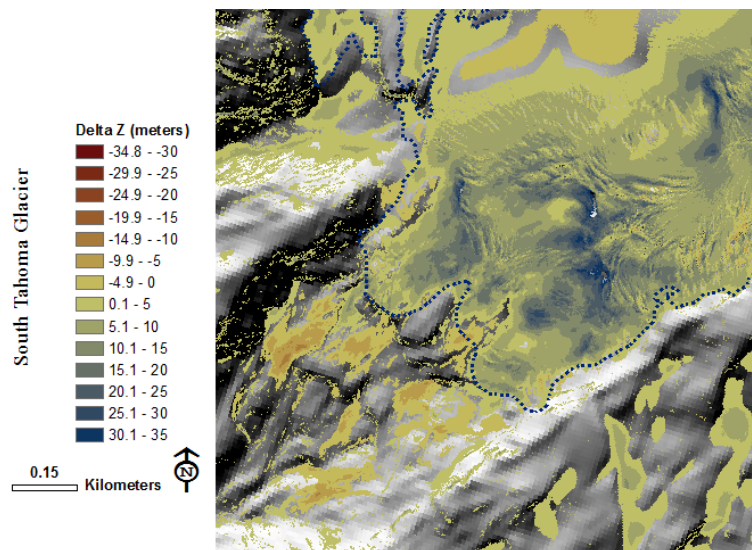 South Tahoma Glacier
Delta Z (meters)
-34.8 - -30
-29.9 - -25
-24.9 - -20
-19.9 - -15
-14.9 - -10
-9.9 - -5
-4.9 - 0
0.1 - 5
5.1 - 10
10.1 - 15
15.1 - 20
20.1 - 25
25.1 - 30
30.1 - 35
0.15
Kilometers
N